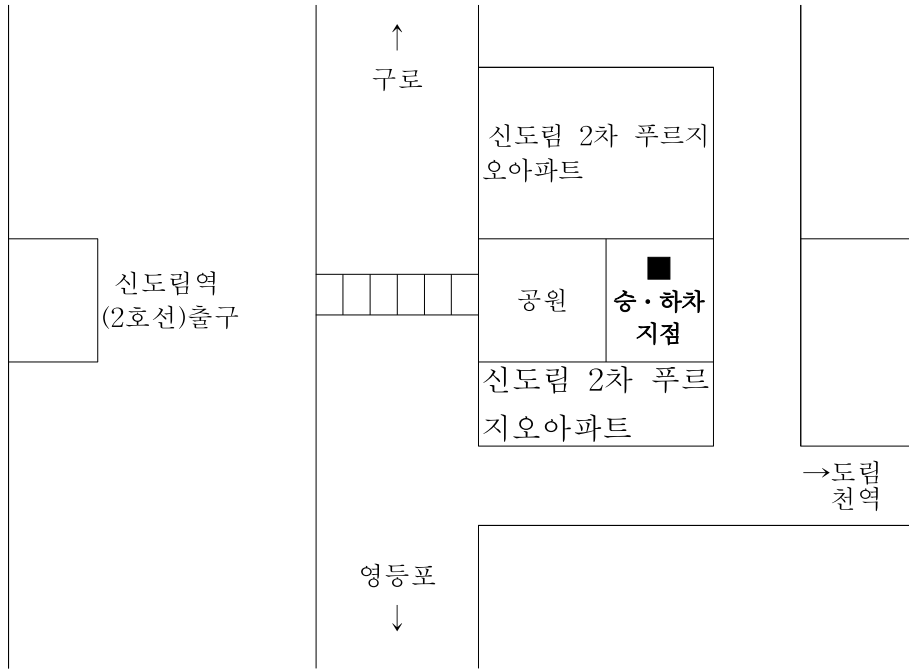 ↑
구로
신도림 2차 푸르지
오아파트
신도림역
(2호선)출구
공원
승·하차
지점
신도림 2차 푸르
지오아파트
→도림
천역
영등포
↓